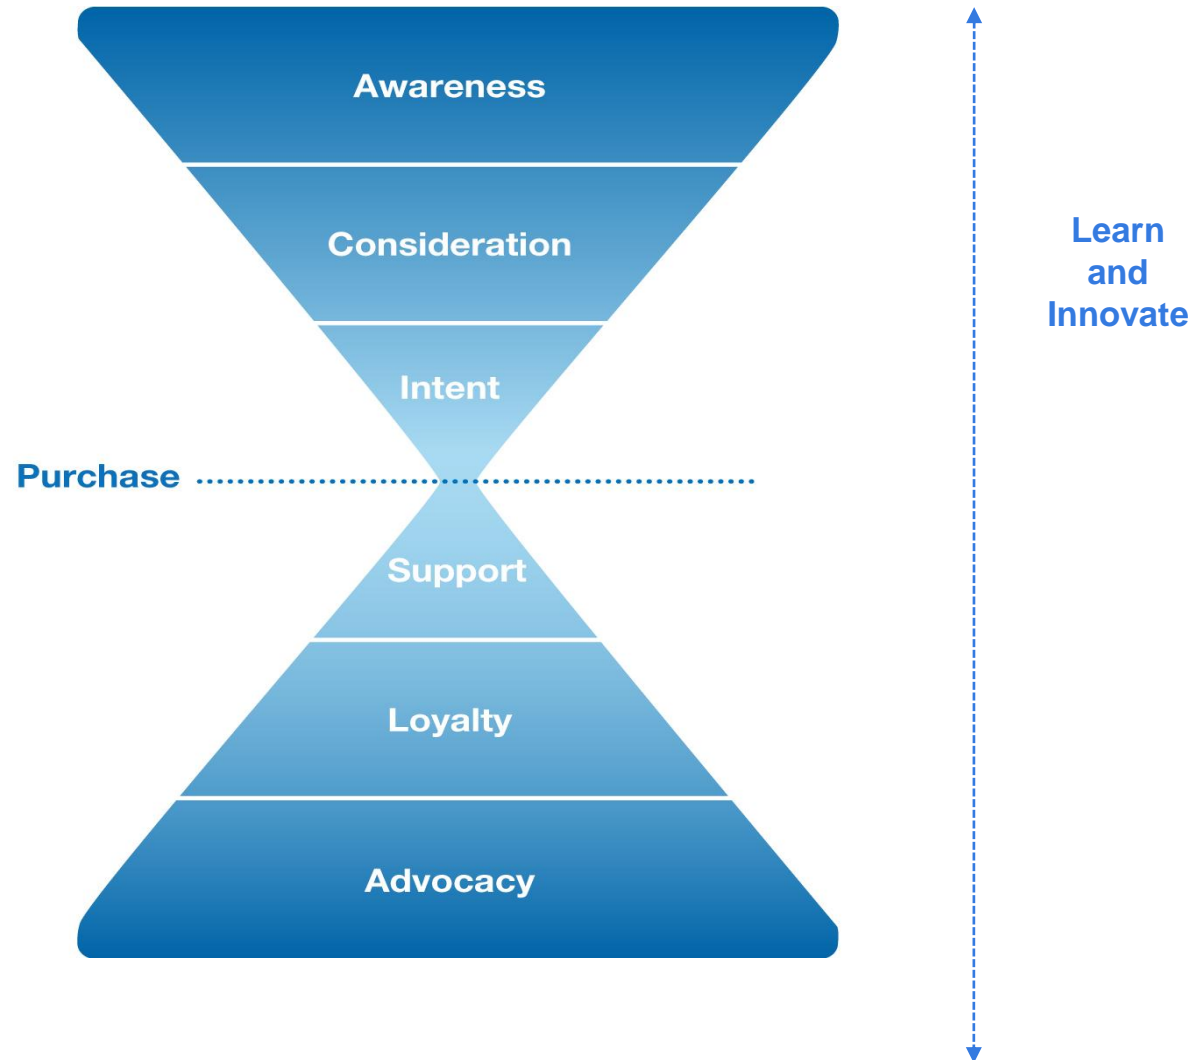 Awareness
Consideration
Intent
Purchase
Support
Loyalty
Advocacy
Learn
and
Innovate